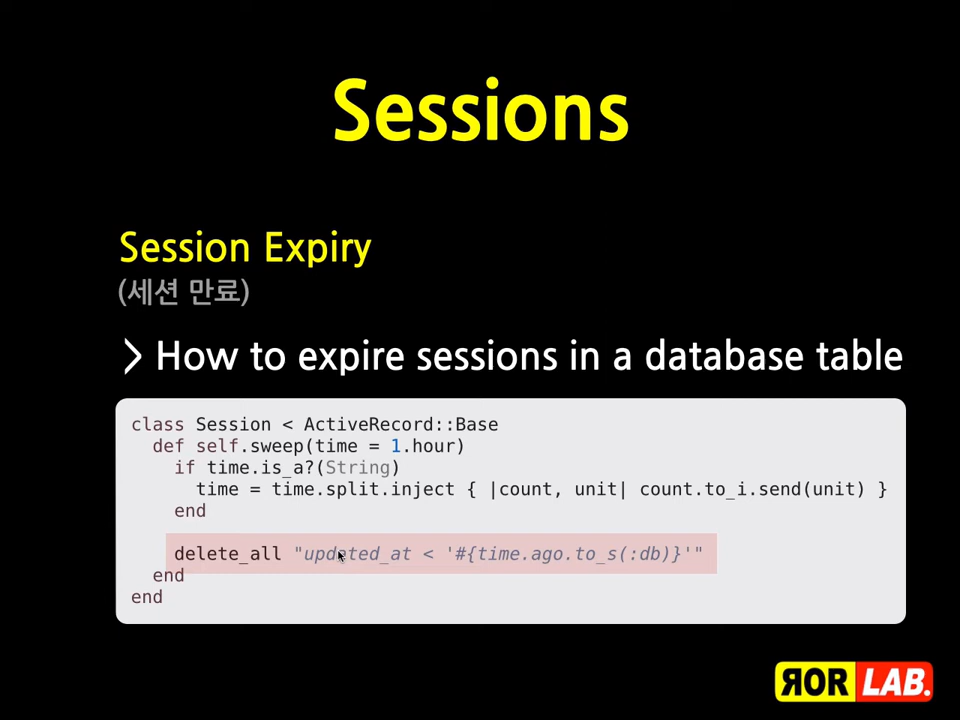 Sessions
Session Expiry
(세션 만료)
> How to expire sessions in a database table
class Session < ActiveRecord::Base
  def self.sweep(time = 1.hour)
    if time.is_a?(String)
      time = time.split.inject { |count, unit| count.to_i.send(unit) }
    end
    delete_all "updated_at < '#{time.ago.to_s(:db)}'"
  end
end
ЯOR LAB.